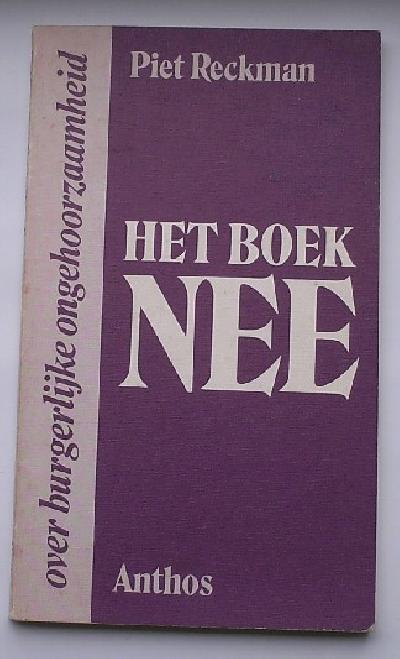 Piet Reckman
HET BOEK
NEE
Anthos
over burgerlijke ongehoorzaamheid